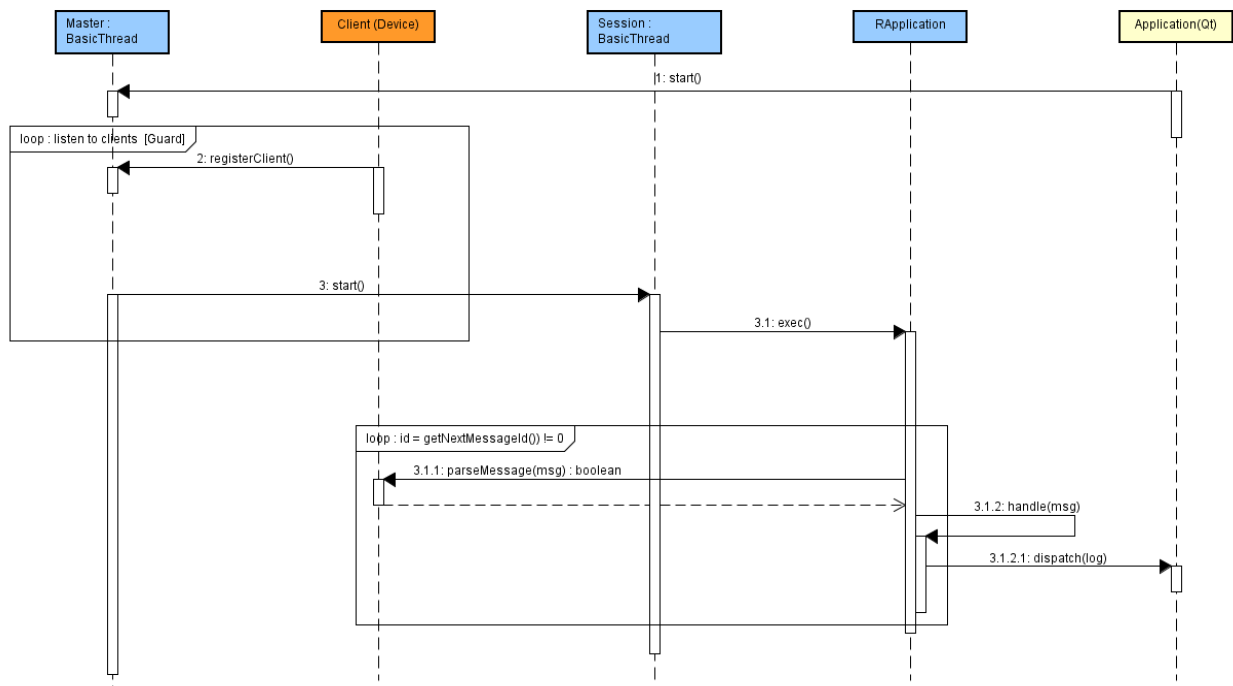 Master :
BasicThread
Client (Device)
Session :
BasicThread
RApplication
Application(Qt)
1: start()
loop : listen to clients [Guard]
2: registerClient()
3: start()
3.1: exec()
loop : id = getNextMessageId()) != 0
3.1.1: parseMessage(msg) : boolean
3.1.2: handle(msg)
3.1.2.1: dispatch(log)